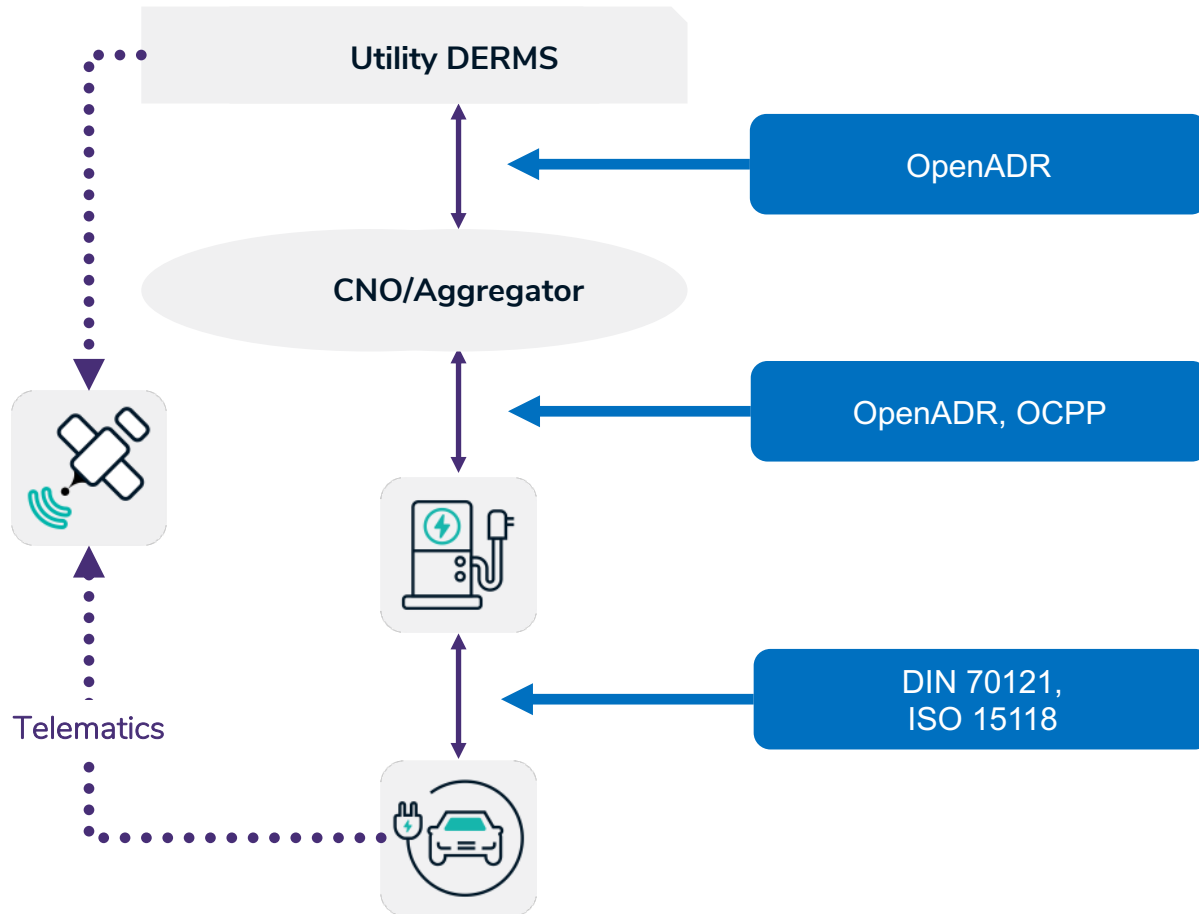 Utility DERMS
OpenADR
CNO/Aggregator
OpenADR, OCPP
DIN 70121,
ISO 15118
Telematics